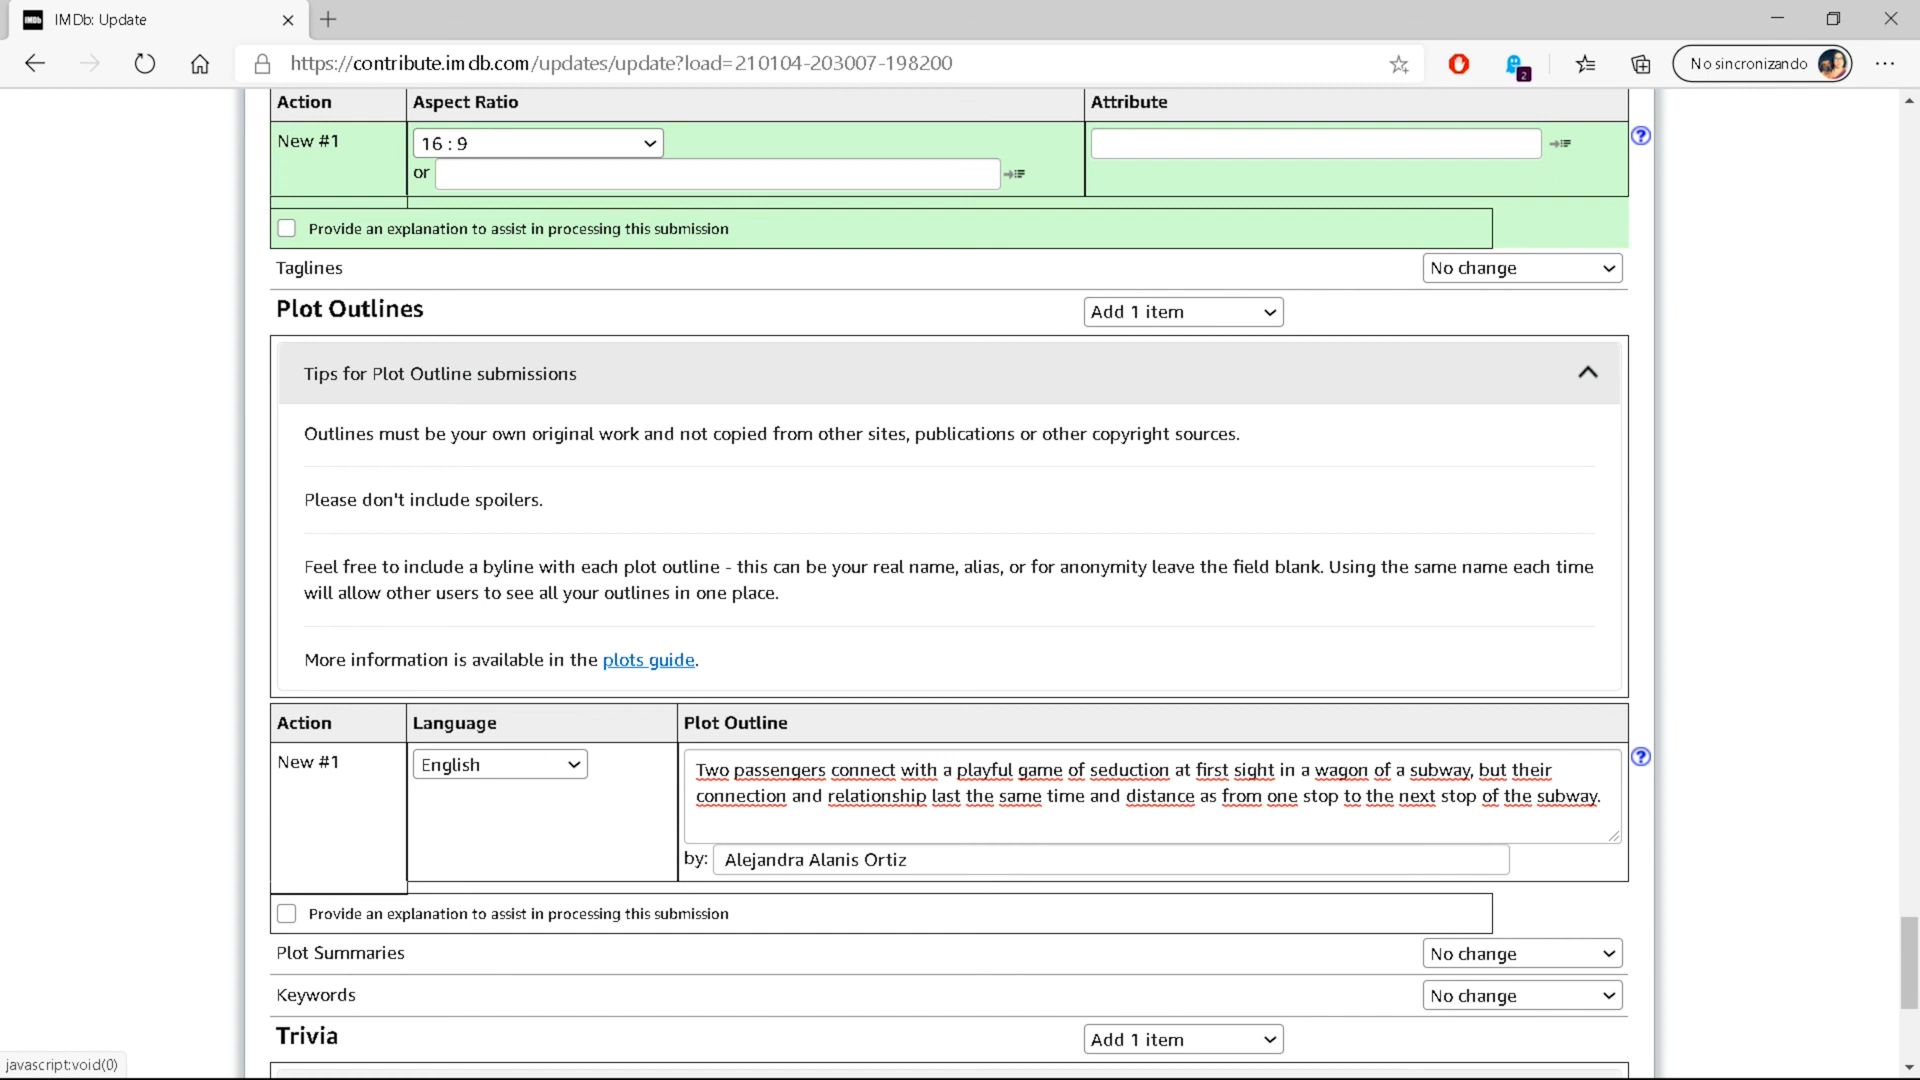 IMDb: Update
https://contribute.imdb.com/updates/update?load=210104-203007-198200
2
No sincronizando
Action Aspect Ratio Attribute
New #1 16 : 9
?
or
Provide an explanation to assist in processing this submission
Taglines No change
Plot Outlines Add 1 item
Tips for Plot Outline submissions
Outlines must be your own original work and not copied from other sites, publications or other copyright sources.
Please don't include spoilers.
Feel free to include a byline with each plot outline - this can be your real name, alias, or for anonymity leave the field blank. Using the same name each time
will allow other users to see all your outlines in one place.
More information is available in the plots guide.
Action Language Plot Outline
New #1 English
?
Two passengers connect with a playful game of seduction at first sight in a wagon of a subway, but their
connection and relationship last the same time and distance as from one stop to the next stop of the subway.
by: Alejandra Alanis Ortiz
Provide an explanation to assist in processing this submission
Plot Summaries No change
Keywords No change
Trivia Add 1 item
javascript:void(0)